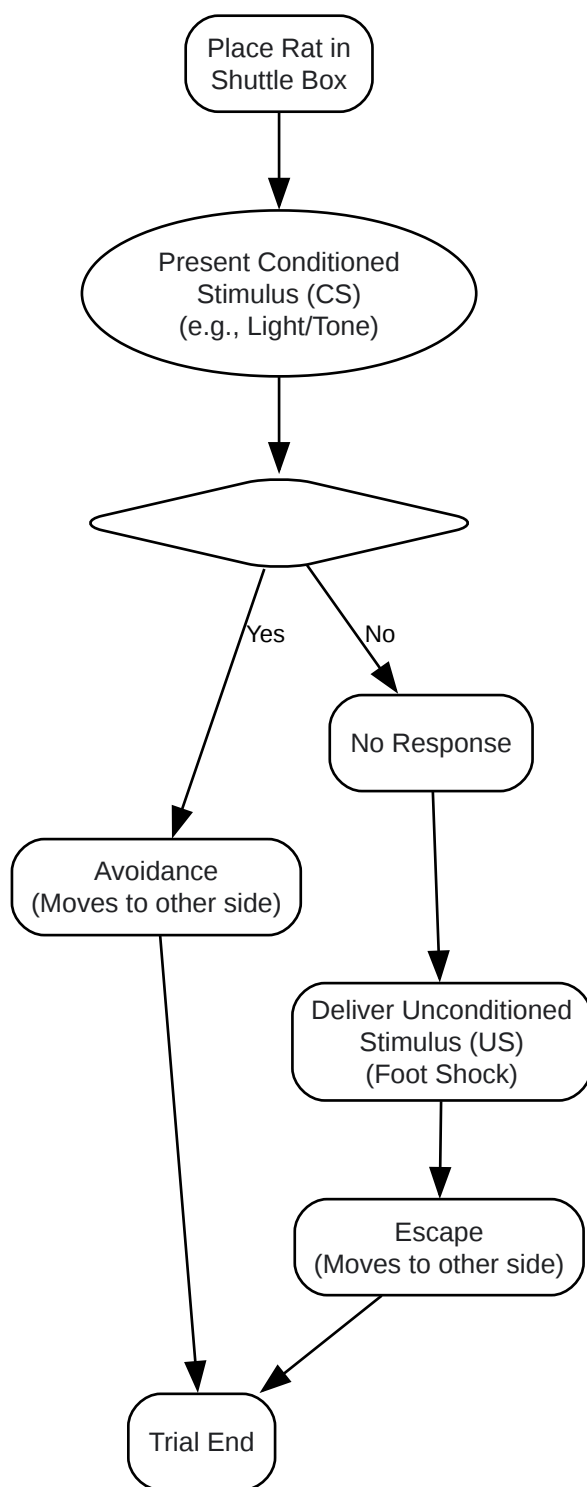 Place Rat in
Shuttle Box
Present Conditioned
Stimulus (CS)
(e.g., Light/Tone)
Yes
No
No Response
Avoidance
(Moves to other side)
Deliver Unconditioned
Stimulus (US)
(Foot Shock)
Escape
(Moves to other side)
Trial End